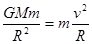 GMm/R² = m v²/R